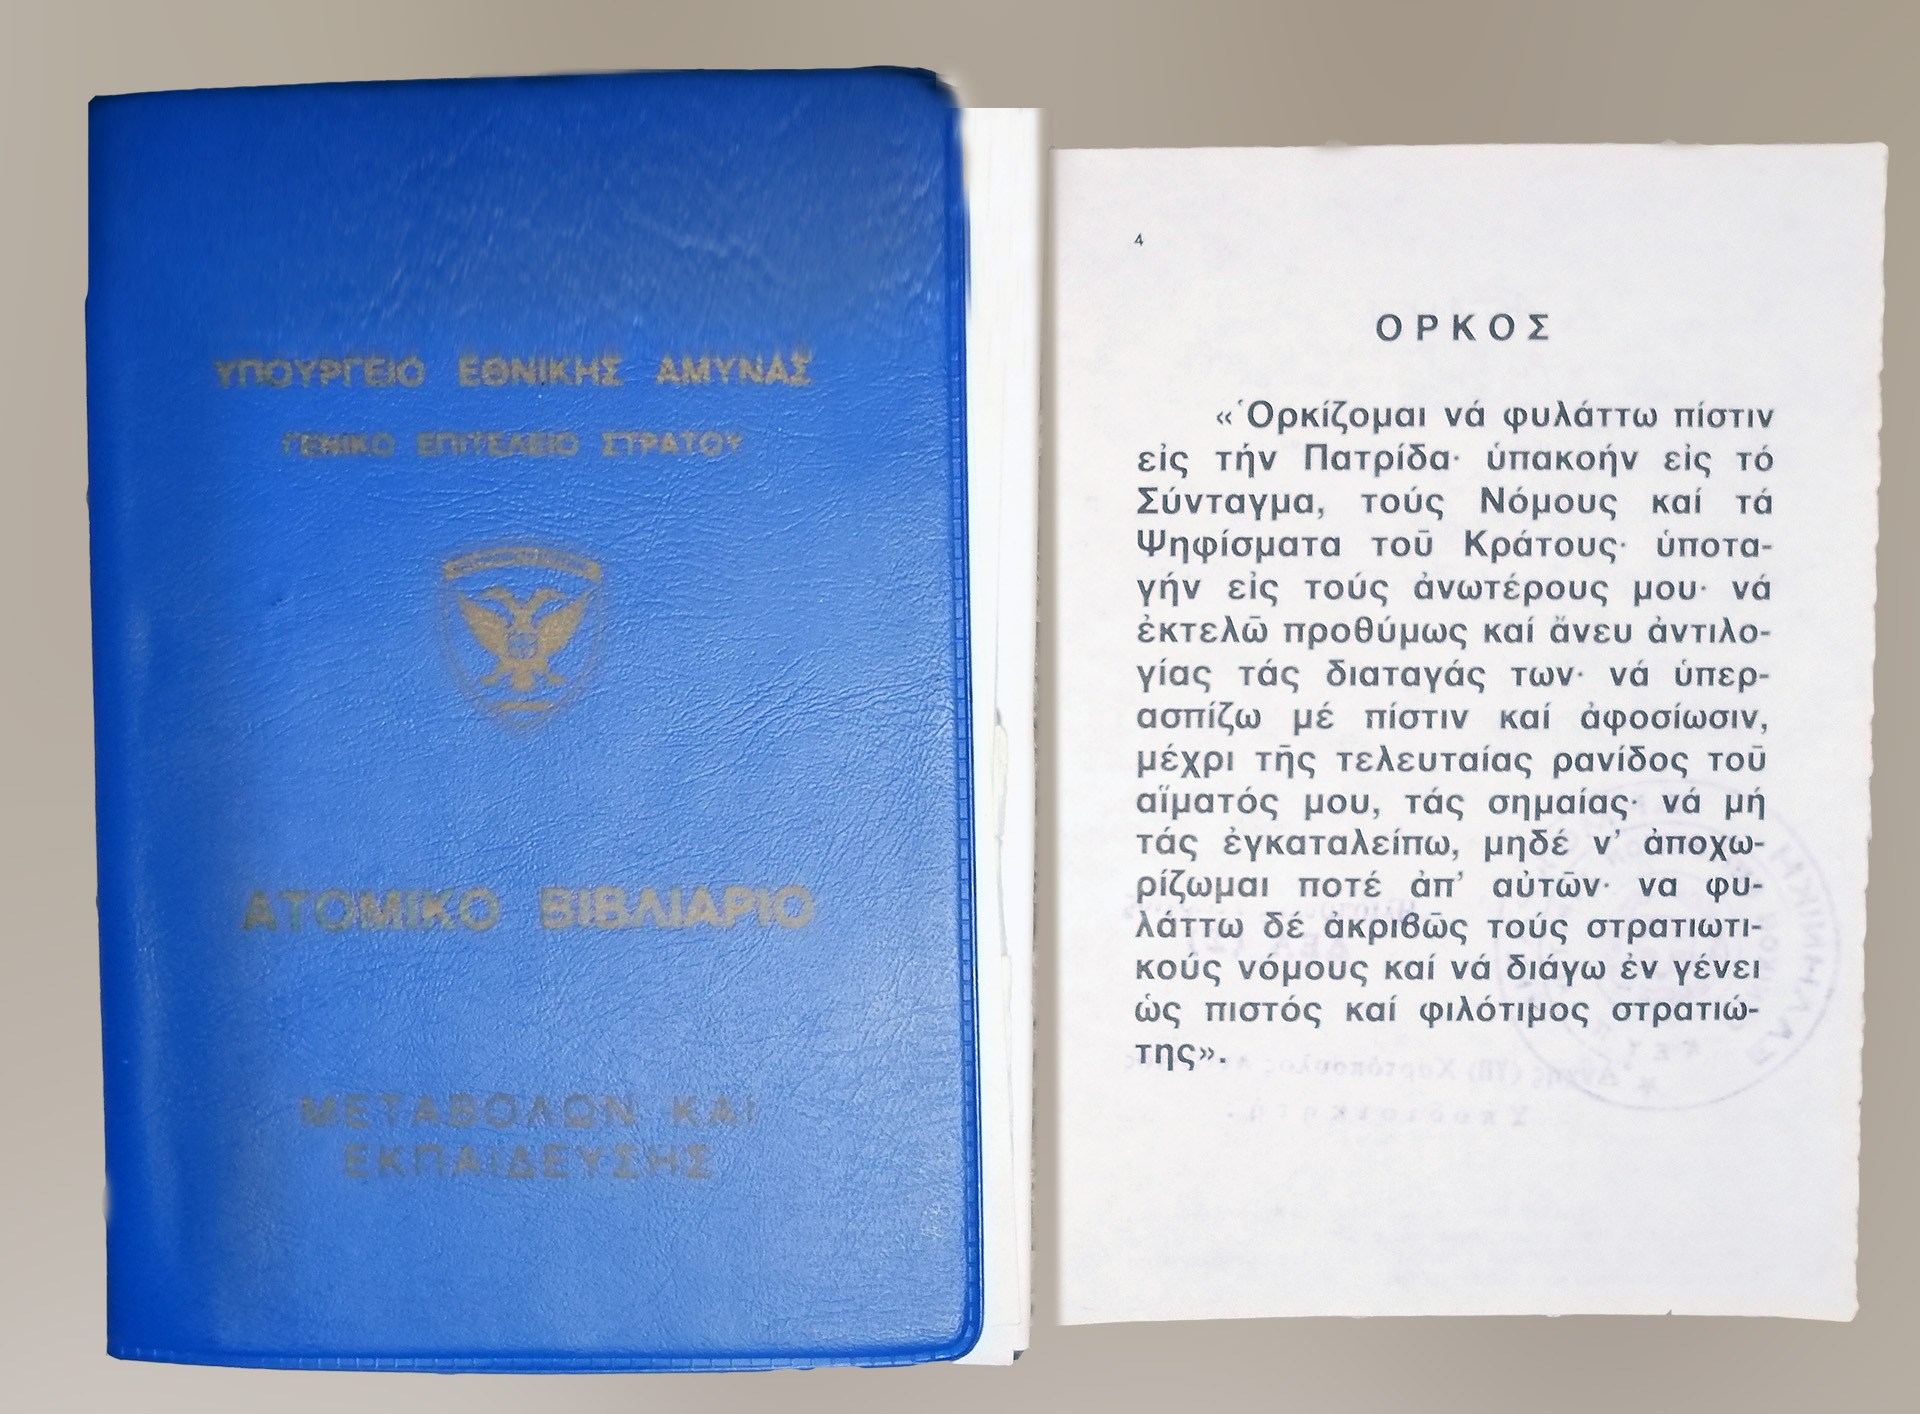 ΥΠΟΥΡΓΕΙΟ ΕΘΝΙΚΗΣ ΑΜΥΝΑΣ
ΓΕΝΙΚΟ ΕΠΙΤΕΛΕΙΟ ΣΤΡΑΤΟΥ
ΑΤΟΜΙΚΟ ΒΙΒΛΙΑΡΙΟ
ΜΕΤΑΒΟΛΩΝ ΚΑΙ
ΕΚΠΑΙΔΕΥΣΗΣ
4
ΟΡΚΟΣ
«Ὁρκίζομαι νά φυλάττω πίστιν
εἰς τήν Πατρίδα· ὑπακοήν εἰς τό
Σύνταγμα, τούς Νόμους καί τά
Ψηφίσματα τοῦ Κράτους· ὑποτα-
γήν εἰς τούς ἀνωτέρους μου· νά
ἐκτελῶ προθύμως καί ἄνευ ἀντιλο-
γίας τάς διαταγάς των· νά ὑπερ-
ασπίζω μέ πίστιν καί ἀφοσίωσιν,
μέχρι τῆς τελευταίας ρανίδος τοῦ
αἵματός μου, τάς σημαίας· νά μή
τάς ἐγκαταλείπω, μηδέ ν’ ἀποχω-
ρίζωμαι ποτέ ἀπ’ αὐτῶν· να φυ-
λάττω δέ ἀκριβῶς τούς στρατιωτι-
κούς νόμους καί νά διάγω ἐν γένει
ὡς πιστός καί φιλότιμος στρατιώ-
της».